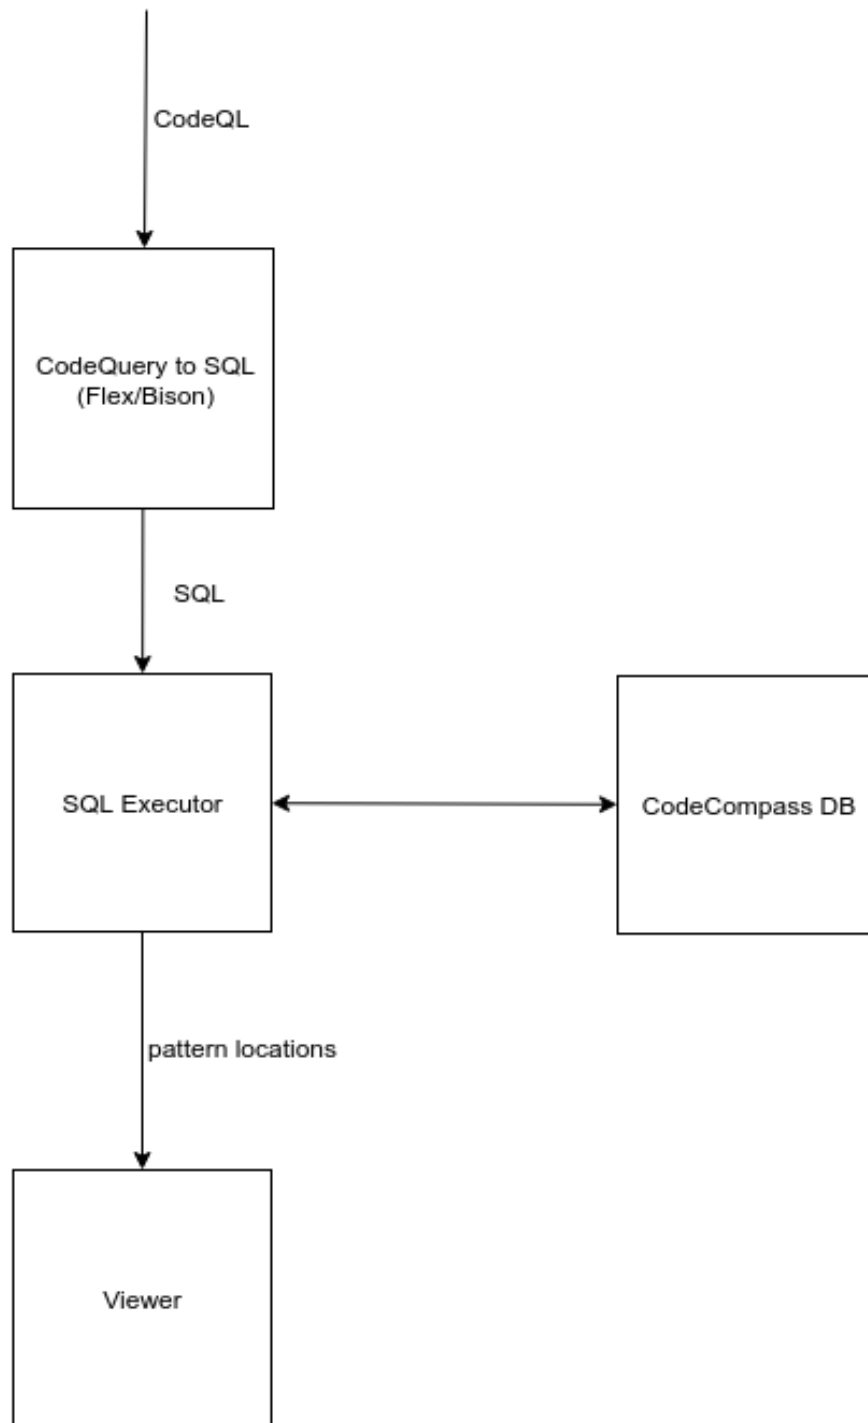 CodeQL
CodeQuery to SQL
(Flex/Bison)
SQL
SQL Executor
CodeCompass DB
pattern locations
Viewer